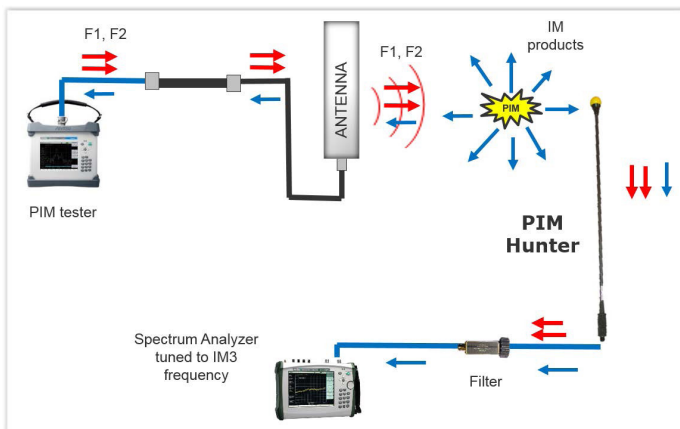 F1, F2
IM
products
F1, F2
ANTENNA
PIM
PIM tester
PIM
Hunter
Spectrum Analyzer
tuned to IM3
frequency
Filter